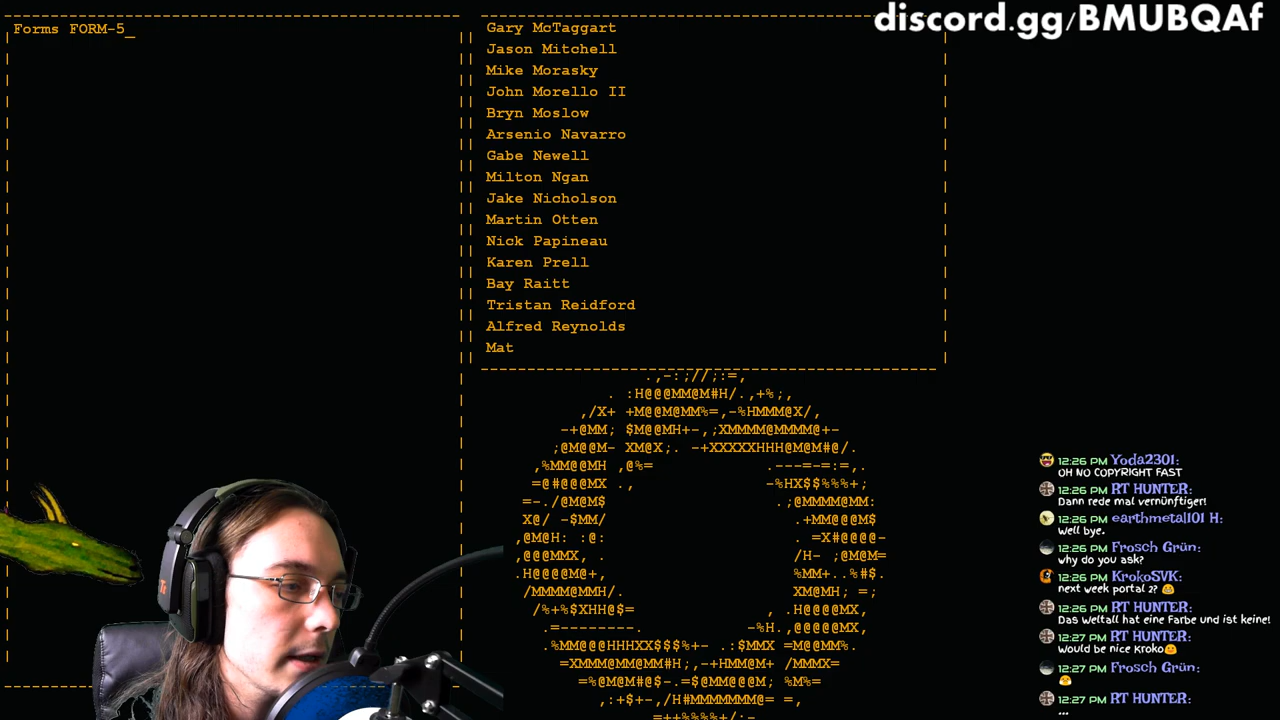 discord.gg/BMUBQAf
Forms FORM-5_
Gary McTaggart
Jason Mitchell
Mike Morasky
John Morello II
Bryn Moslow
Arsenio Navarro
Gabe Newell
Milton Ngan
Jake Nicholson
Martin Otten
Nick Papineau
Karen Prell
Bay Raitt
Tristan Reidford
Alfred Reynolds
Mat
12:26 PM Yoda2301:
OH NO COPYRIGHT FAST
12:26 PM RT HUNTER:
Dann rede mal vernünftiger!
12:26 PM earthmetal101 H:
Well bye.
12:26 PM Frosch Grün:
why do you ask?
12:26 PM KrokoSVK:
next week portal 2?
12:26 PM RT HUNTER:
Das Weltall hat eine Farbe und ist keine!
12:27 PM RT HUNTER:
Would be nice Kroko
12:27 PM Frosch Grün:
12:27 PM RT HUNTER:
...